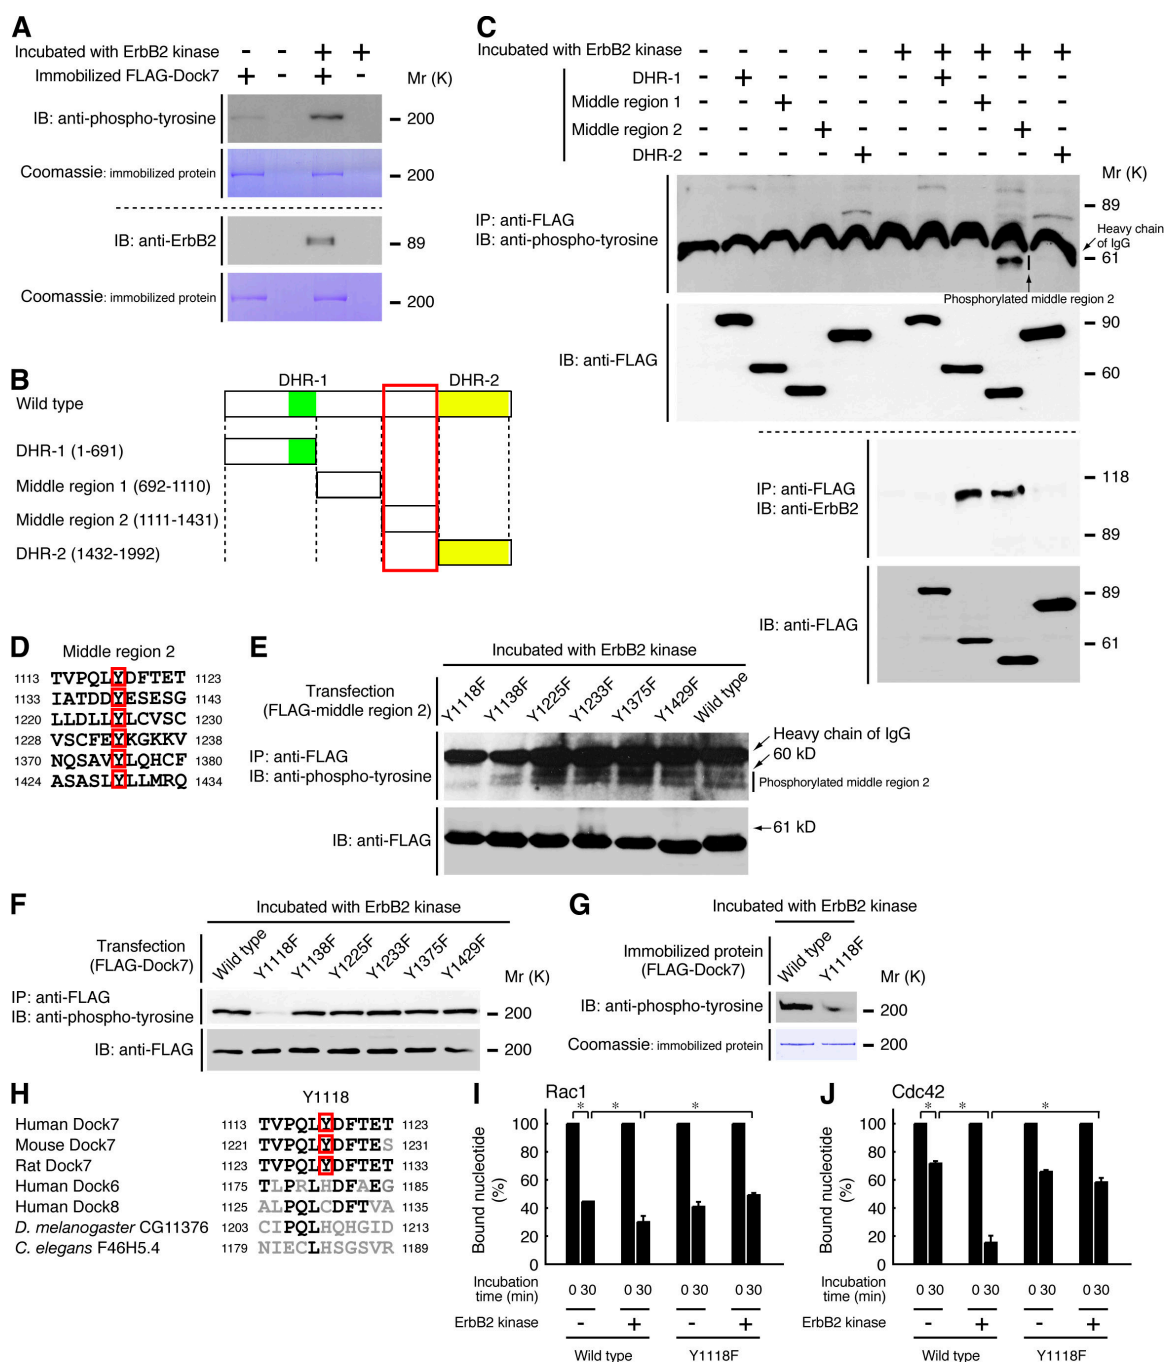 A
Incubated with ErbB2 kinase - - + +
Immobilized FLAG-Dock7 + - + -
Mr (K)
IB: anti-phospho-tyrosine
200
Coomassie: immobilized protein
200
IB: anti-ErbB2
89
Coomassie: immobilized protein
200
B
DHR-1 DHR-2
Wild type
DHR-1 (1-691)
Middle region 1 (692-1110)
Middle region 2 (1111-1431)
DHR-2 (1432-1992)
C
Incubated with ErbB2 kinase - - - - - + + + + +
DHR-1 - + - - - - + - - -
Middle region 1 - - + - - - - + - -
Middle region 2 - - - + - - - - + -
DHR-2 - - - - + - - - - +
Mr (K)
IP: anti-FLAG
IB: anti-phospho-tyrosine
89
Heavy chain
of IgG
61
Phosphorylated middle region 2
IB: anti-FLAG
90
60
IP: anti-FLAG
IB: anti-ErbB2
118
89
IB: anti-FLAG
89
61
D
Middle region 2
1113 TVPQLYDFTET 1123
1133 IATDDYESESG 1143
1220 LLDLLYLCVSC 1230
1228 VSCFEYKGKKV 1238
1370 NQSAVYLQHCF 1380
1424 ASASLYLLMRQ 1434
E
Incubated with ErbB2 kinase
Transfection
(FLAG-middle region 2)
Y1118F Y1138F Y1225F Y1233F Y1375F Y1429F Wild type
IP: anti-FLAG
IB: anti-phospho-tyrosine
Heavy chain of IgG
60 kD
Phosphorylated middle region 2
IB: anti-FLAG
61 kD
F
Incubated with ErbB2 kinase
Transfection
(FLAG-Dock7)
Wild type Y1118F Y1138F Y1225F Y1233F Y1375F Y1429F
Mr (K)
IP: anti-FLAG
IB: anti-phospho-tyrosine
200
IB: anti-FLAG
200
G
Incubated with ErbB2 kinase
Immobilized protein
(FLAG-Dock7)
Wild type Y1118F
Mr (K)
IB: anti-phospho-tyrosine
200
Coomassie: immobilized protein
200
H
Y1118
Human Dock7 1113 TVPQLYDFTET 1123
Mouse Dock7 1221 TVPQLYDFTES 1231
Rat Dock7 1123 TVPQLYDFTET 1133
Human Dock6 1175 TLPRLHDFAEG 1185
Human Dock8 1125 ALPQLCDFTVA 1135
D. melanogaster CG11376 1203 CIPQLHQHGID 1213
C. elegans F46H5.4 1179 NIECLHSGSVR 1189
I
Rac1
* * *
Bound nucleotide
(%)
100
80
60
40
20
0
Incubation
time (min)
0 30 0 30 0 30 0 30
ErbB2 kinase - + - +
Wild type Y1118F
J
Cdc42
* * *
Bound nucleotide
(%)
100
80
60
40
20
0
Incubation
time (min)
0 30 0 30 0 30 0 30
ErbB2 kinase - + - +
Wild type Y1118F